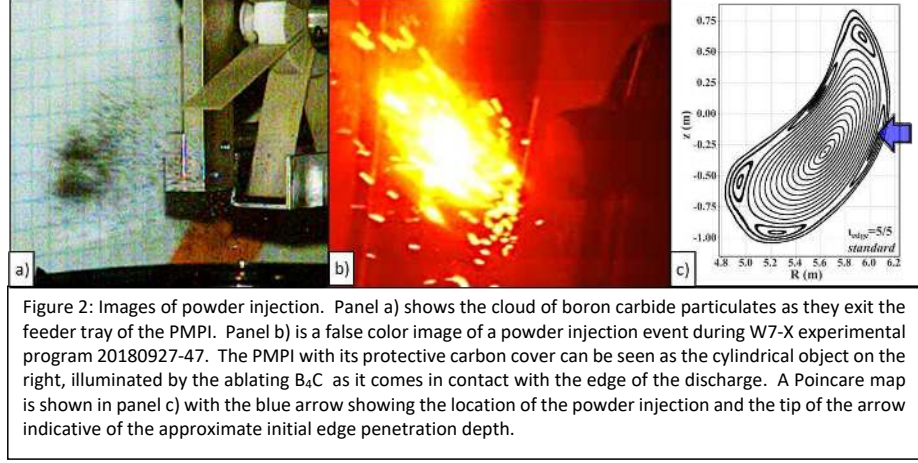 a)
b)
c)
z (m)
0.75
0.50
0.25
0.00
-0.25
-0.50
-0.75
-1.00
ɩedge=5/5
standard
4.8 5.0 5.2 5.4 5.6 5.8 6.0 6.2
R (m)
Figure 2: Images of powder injection. Panel a) shows the cloud of boron carbide particulates as they exit the
feeder tray of the PMPI. Panel b) is a false color image of a powder injection event during W7-X experimental
program 20180927-47. The PMPI with its protective carbon cover can be seen as the cylindrical object on the
right, illuminated by the ablating B₄C as it comes in contact with the edge of the discharge. A Poincare map
is shown in panel c) with the blue arrow showing the location of the powder injection and the tip of the arrow
indicative of the approximate initial edge penetration depth.